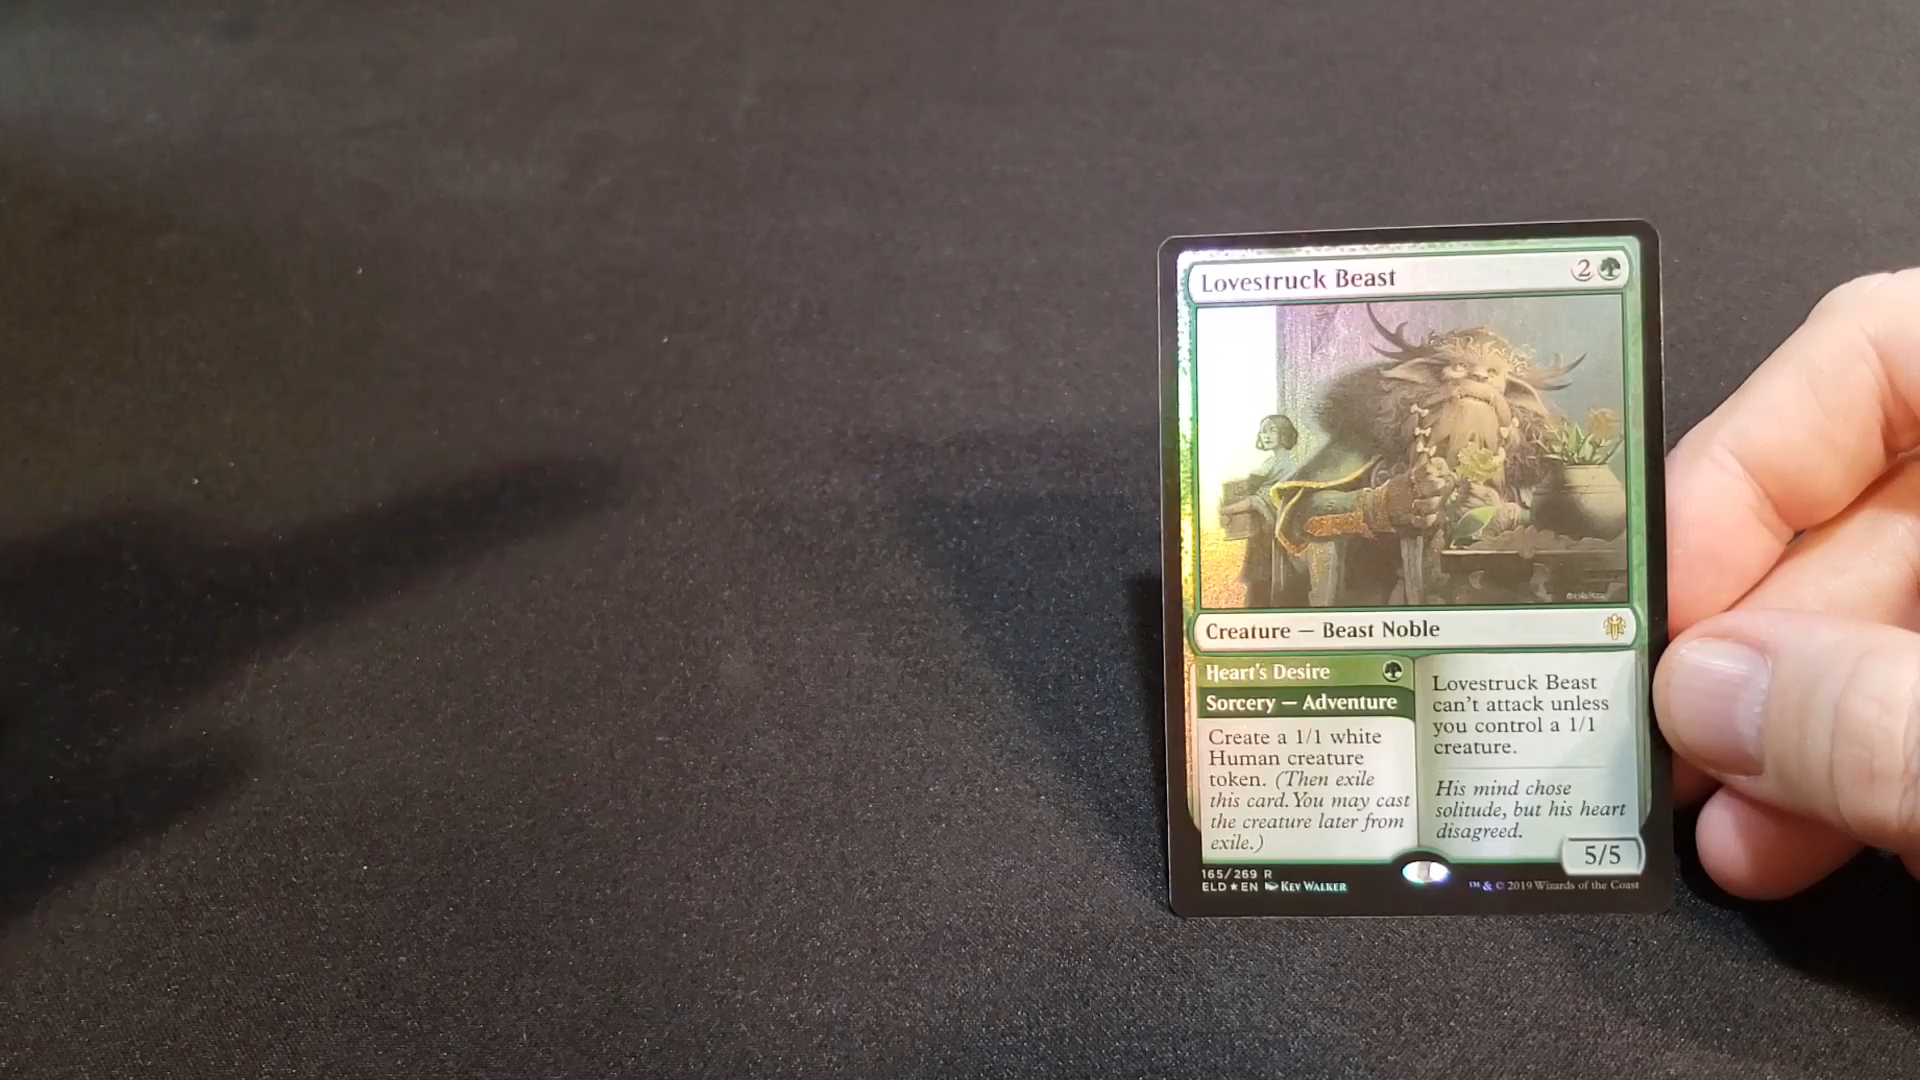 Lovestruck Beast
2
Creature — Beast Noble
Heart's Desire
Sorcery — Adventure
Create a 1/1 white
Human creature
token. (Then exile
this card. You may cast
the creature later from
exile.)
Lovestruck Beast
can't attack unless
you control a 1/1
creature.
His mind chose
solitude, but his heart
disagreed.
5/5
165/269 R
ELD★EN Kev Walker
™ & © 2019 Wizards of the Coast